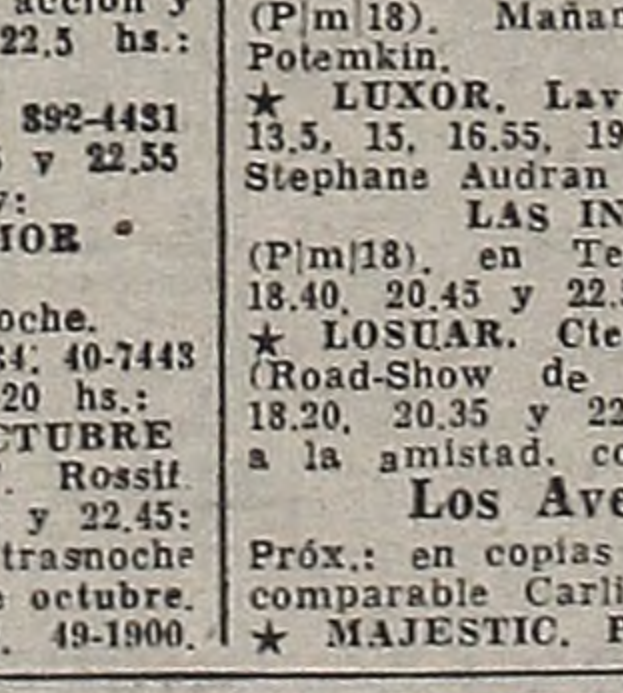 acción y
22.5 hs.:
892-4481
y 22.55
IOR
oche.
40-7443
20 hs.:
CTUBRE
Rossif.
y 22.45:
trasnoche
octubre.
49-1900.
(P|m|18). Mañan
Potemkin.
★ LUXOR. Lav
13.5, 15, 16.55, 19
Stephane Audran
LAS IN
(P|m|18). en Te
18.40, 20.45 y 22.5
★ LOSUAR. Cte
(Road-Show de
18.20, 20.35 y 22
a la amistad. co
Los Ave
Próx.: en copias
comparable Carli
★ MAJESTIC.